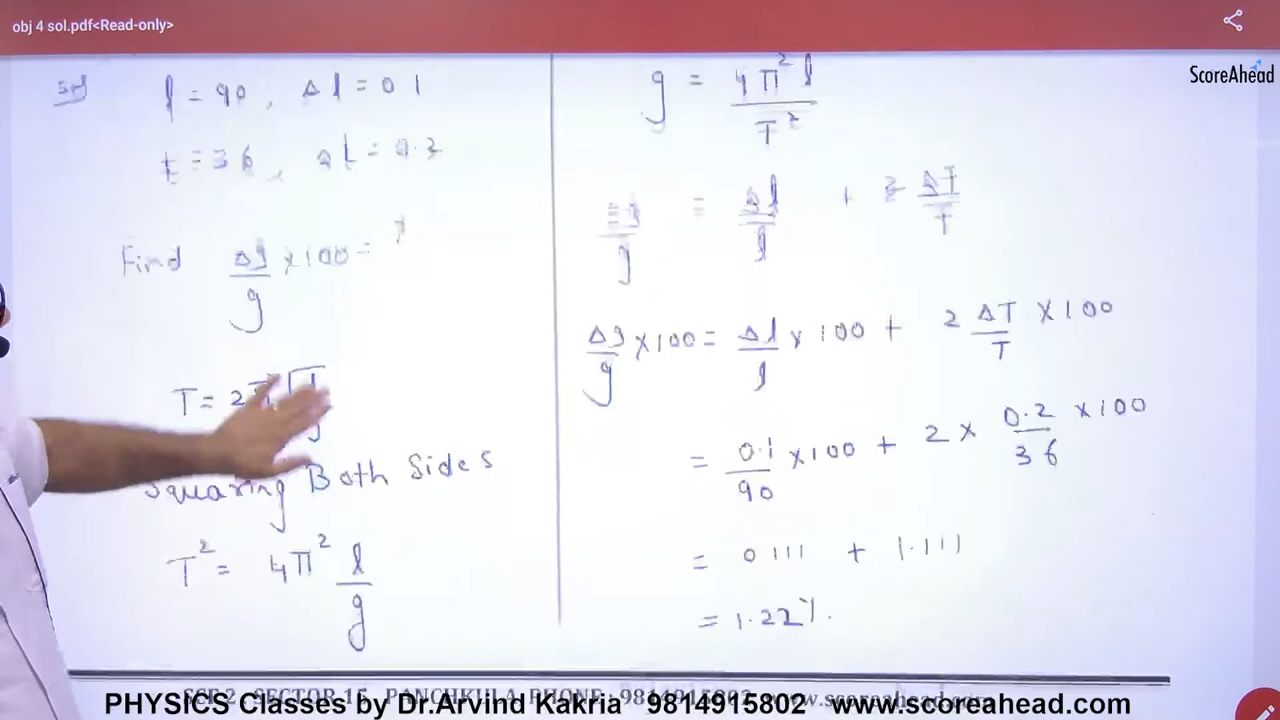 obj 4 sol.pdf<Read-only>
ScoreAhead
Sol
l = 90, Δl = 0.1
t = 36, Δt = 0.2
Find Δg/g × 100 = ?
T = 2π√l/g
Squaring Both Sides
T² = 4π² l/g
g = 4π² l/T²
Δg/g = Δl/l + 2 ΔT/T
Δg/g × 100 = Δl/l × 100 + 2 ΔT/T × 100
= 0.1/90 × 100 + 2 × 0.2/36 × 100
= 0.111 + 1.111
= 1.22%.
PHYSICS Classes by Dr.Arvind Kakria 9814915802 www.scoreahead.com